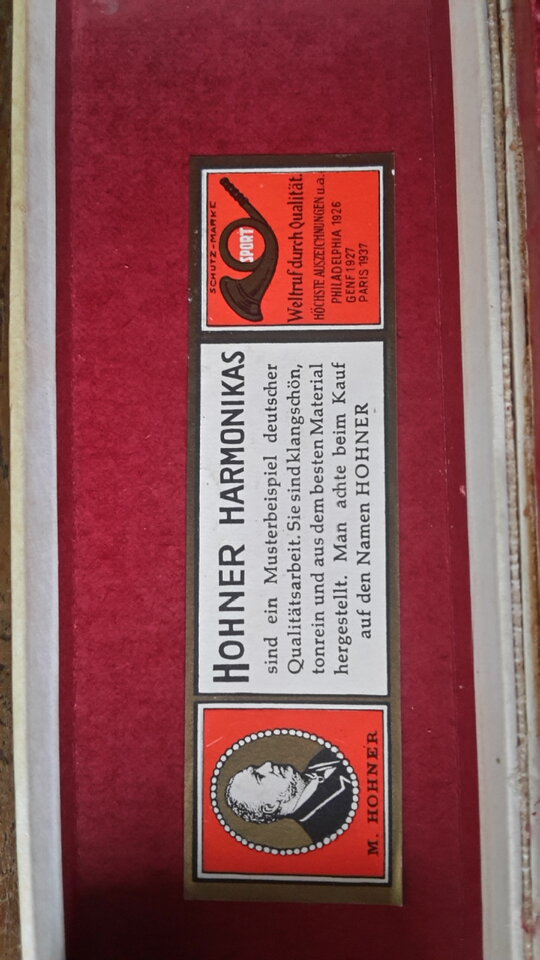 M. HOHNER
HOHNER HARMONIKAS
sind ein Musterbeispiel deutscher
Qualitätsarbeit. Sie sind klangschön,
tonrein und aus dem besten Material
hergestellt. Man achte beim Kauf
auf den Namen HOHNER
SCHUTZ-MARKE
SPORT
Weltruf durch Qualität.
HÖCHSTE AUSZEICHNUNGEN u.a.
PHILADELPHIA 1926
GENF 1927
PARIS 1937